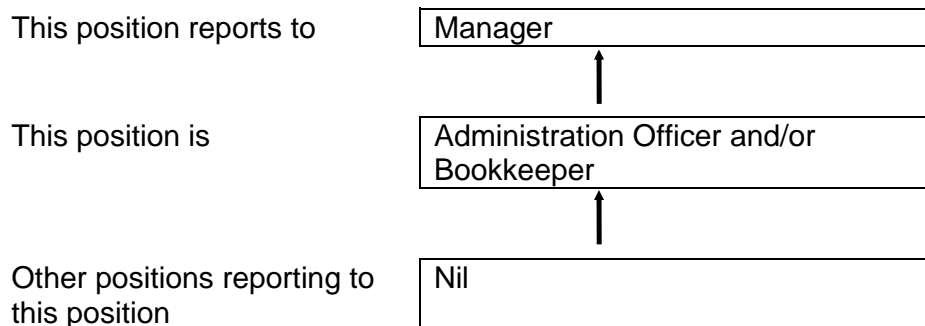 This position reports to
Manager
This position is
Administration Officer and/or
Bookkeeper
Other positions reporting to
this position
Nil